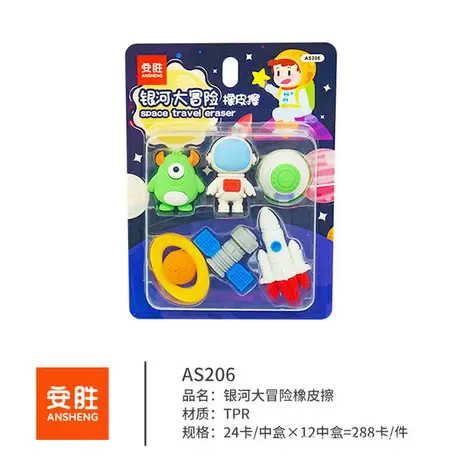 安胜
ANSHENG
AS206
银河大冒险 橡皮擦
space travel eraser
安胜
ANSHENG
AS206
品名：银河大冒险橡皮擦
材质：TPR
规格：24卡/中盒×12中盒=288卡/件